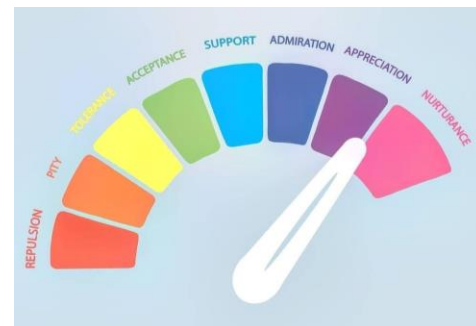 REPULSION
PITY
TOLERANCE
ACCEPTANCE
SUPPORT
ADMIRATION
APPRECIATION
NURTURANCE